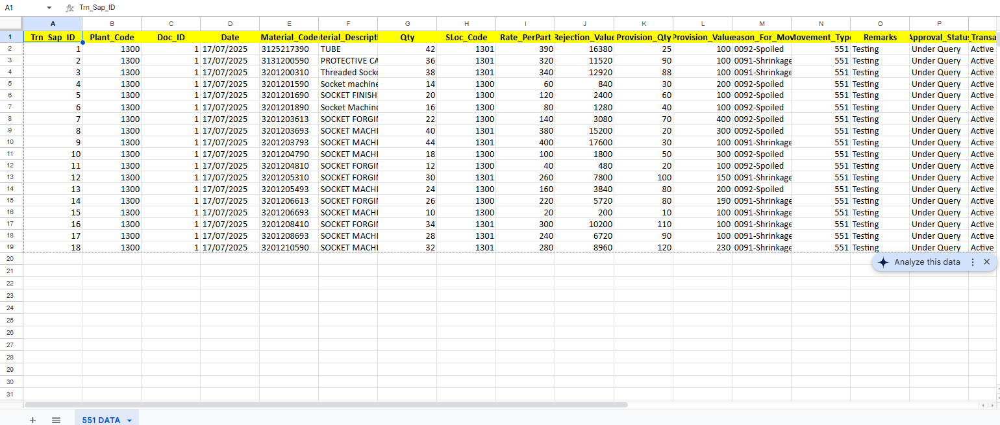 A1 fx Trn_Sap_ID
A B C D E F G H I J K L M N O P
1 Trn_Sap_ID Plant_Code Doc_ID Date Material_Code terial_Descripti Qty SLoc_Code Rate_PerPart Rejection_Value Provision_Qty Provision_Value eason_For_Mov Movement_Type Remarks Approval_Statu _Transa
2 1 1300 1 17/07/2025 3125217390 TUBE 42 1301 390 16380 25 100 0092-Spoiled 551 Testing Under Query Active
3 2 1300 1 17/07/2025 3131200590 PROTECTIVE CA 36 1301 320 11520 90 100 0091-Shrinkage 551 Testing Under Query Active
4 3 1300 1 17/07/2025 3201200310 Threaded Socke 38 1301 340 12920 88 100 0091-Shrinkage 551 Testing Under Query Active
5 4 1300 1 17/07/2025 3201201590 Socket machine 14 1300 60 840 30 200 0092-Spoiled 551 Testing Under Query Active
6 5 1300 1 17/07/2025 3201201690 SOCKET FINISH 20 1300 120 2400 60 100 0092-Spoiled 551 Testing Under Query Active
7 6 1300 1 17/07/2025 3201201890 Socket Machine 16 1300 80 1280 40 100 0092-Spoiled 551 Testing Under Query Active
8 7 1300 1 17/07/2025 3201203613 SOCKET FORGIN 22 1300 140 3080 70 400 0092-Spoiled 551 Testing Under Query Active
9 8 1300 1 17/07/2025 3201203693 SOCKET MACHI 40 1301 380 15200 20 300 0092-Spoiled 551 Testing Under Query Active
10 9 1300 1 17/07/2025 3201203793 SOCKET MACHI 44 1301 400 17600 30 100 0091-Shrinkage 551 Testing Under Query Active
11 10 1300 1 17/07/2025 3201204790 SOCKET MACHI 18 1300 100 1800 50 300 0092-Spoiled 551 Testing Under Query Active
12 11 1300 1 17/07/2025 3201204810 SOCKET FORGIN 12 1300 40 480 20 100 0092-Spoiled 551 Testing Under Query Active
13 12 1300 1 17/07/2025 3201205310 SOCKET FORGIN 30 1301 260 7800 100 150 0091-Shrinkage 551 Testing Under Query Active
14 13 1300 1 17/07/2025 3201205493 SOCKET MACHI 24 1300 160 3840 80 200 0092-Spoiled 551 Testing Under Query Active
15 14 1300 1 17/07/2025 3201206613 SOCKET FORGIN 26 1300 220 5720 80 190 0091-Shrinkage 551 Testing Under Query Active
16 15 1300 1 17/07/2025 3201206693 SOCKET MACHI 10 1300 20 200 10 100 0091-Shrinkage 551 Testing Under Query Active
17 16 1300 1 17/07/2025 3201208410 SOCKET FORGIN 34 1301 300 10200 110 100 0091-Shrinkage 551 Testing Under Query Active
18 17 1300 1 17/07/2025 3201208693 SOCKET MACHI 28 1301 240 6720 90 100 0091-Shrinkage 551 Testing Under Query Active
19 18 1300 1 17/07/2025 3201210590 SOCKET MACHI 32 1301 280 8960 120 230 0091-Shrinkage 551 Testing Under Query Active
20 Analyze this data
21
22
23
24
25
26
27
28
29
30
31
551 DATA